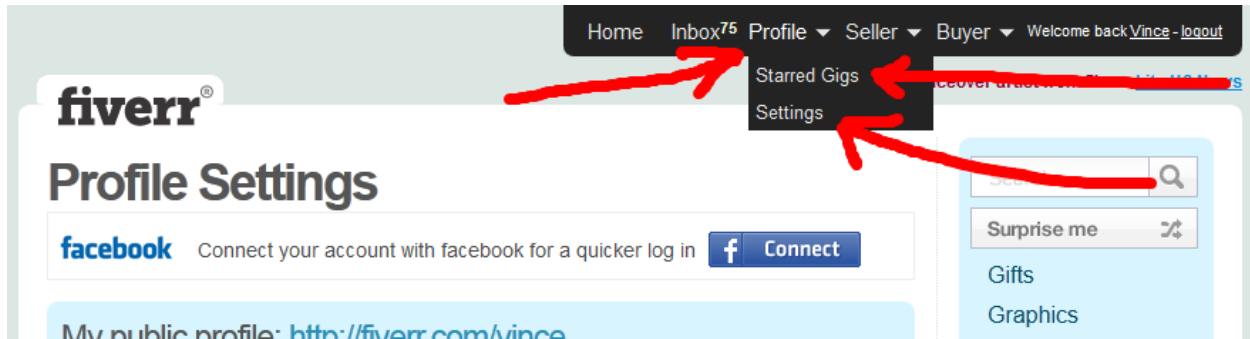 Home Inbox75 Profile Seller Buyer Welcome back Vince - logout
Starred Gigs
Settings
fiverr®
Profile Settings
facebook Connect your account with facebook for a quicker log in f Connect
Surprise me
Gifts
Graphics
My public profile: http://fiverr.com/vince